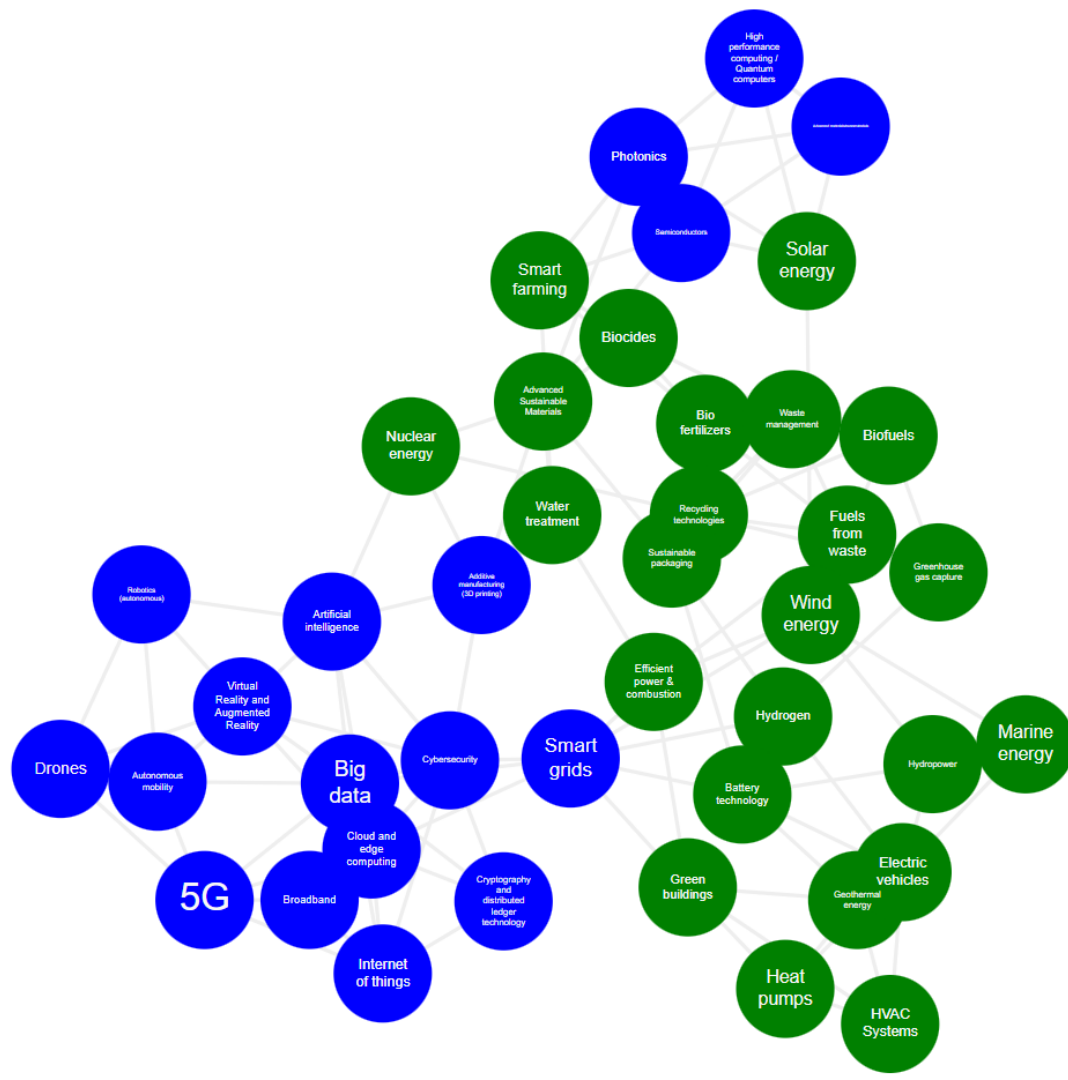 High
performance
computing /
Quantum
computers
Photonics
Semiconductors
Solar
energy
Smart
farming
Biocides
Advanced
Sustainable
Materials
Bio
fertilizers
Waste
management
Biofuels
Nuclear
energy
Water
treatment
Recycling
technologies
Sustainable
packaging
Fuels
from
waste
Greenhouse
gas capture
Robotics
(autonomous)
Artificial
intelligence
Additive
manufacturing
(3D printing)
Wind
energy
Virtual
Reality and
Augmented
Reality
Efficient
power &
combustion
Hydrogen
Marine
energy
Drones
Autonomous
mobility
Big
data
Cybersecurity
Smart
grids
Battery
technology
Hydropower
Cloud and
edge
computing
5G
Broadband
Cryptography
and
distributed
ledger
technology
Green
buildings
Geothermal
energy
Electric
vehicles
Internet
of things
Heat
pumps
HVAC
Systems